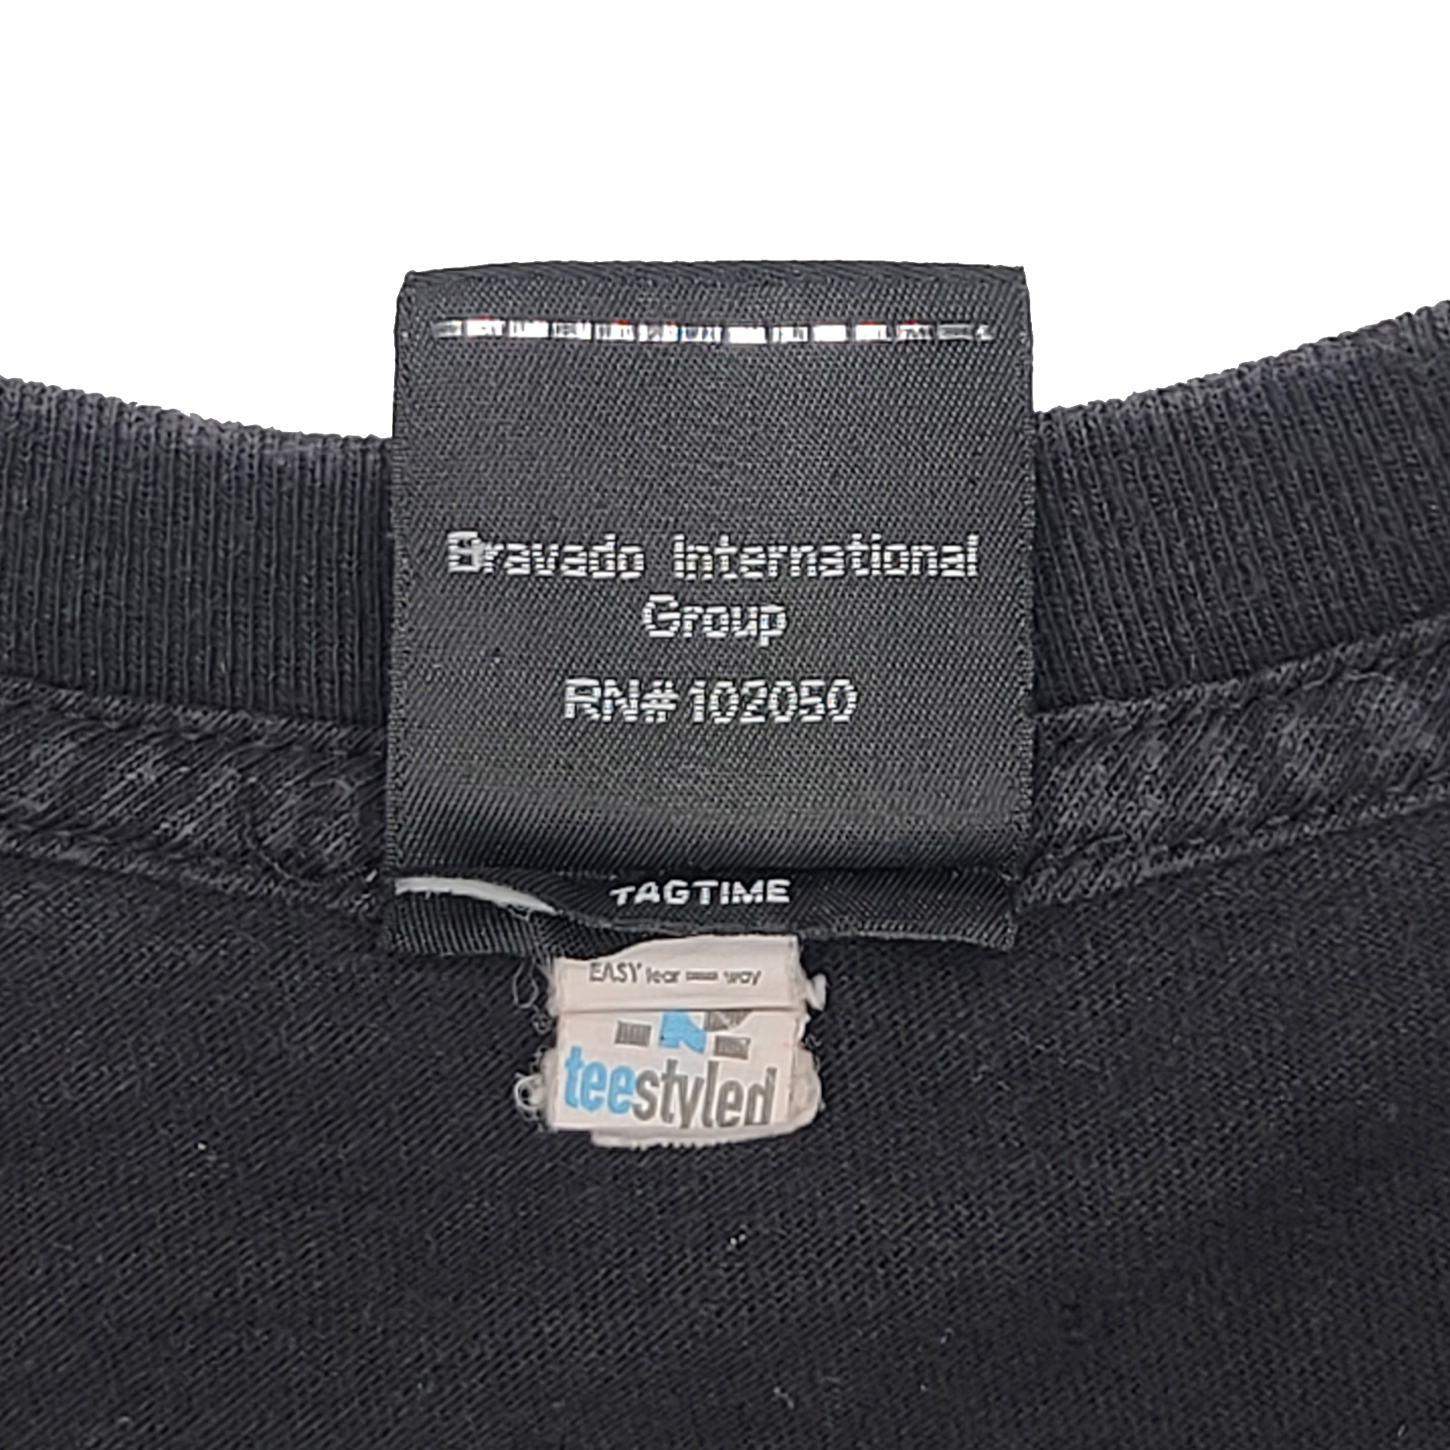 Bravado International
Group
RN#102050
TAGTIME
EASY tear way
teestyled